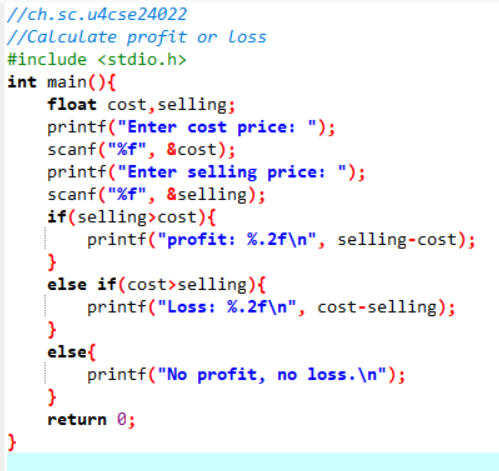 //ch.sc.u4cse24022
//Calculate profit or loss
#include <stdio.h>
int main(){
    float cost,selling;
    printf("Enter cost price: ");
    scanf("%f", &cost);
    printf("Enter selling price: ");
    scanf("%f", &selling);
    if(selling>cost){
        printf("profit: %.2f\n", selling-cost);
    }
    else if(cost>selling){
        printf("Loss: %.2f\n", cost-selling);
    }
    else{
        printf("No profit, no loss.\n");
    }
    return 0;
}